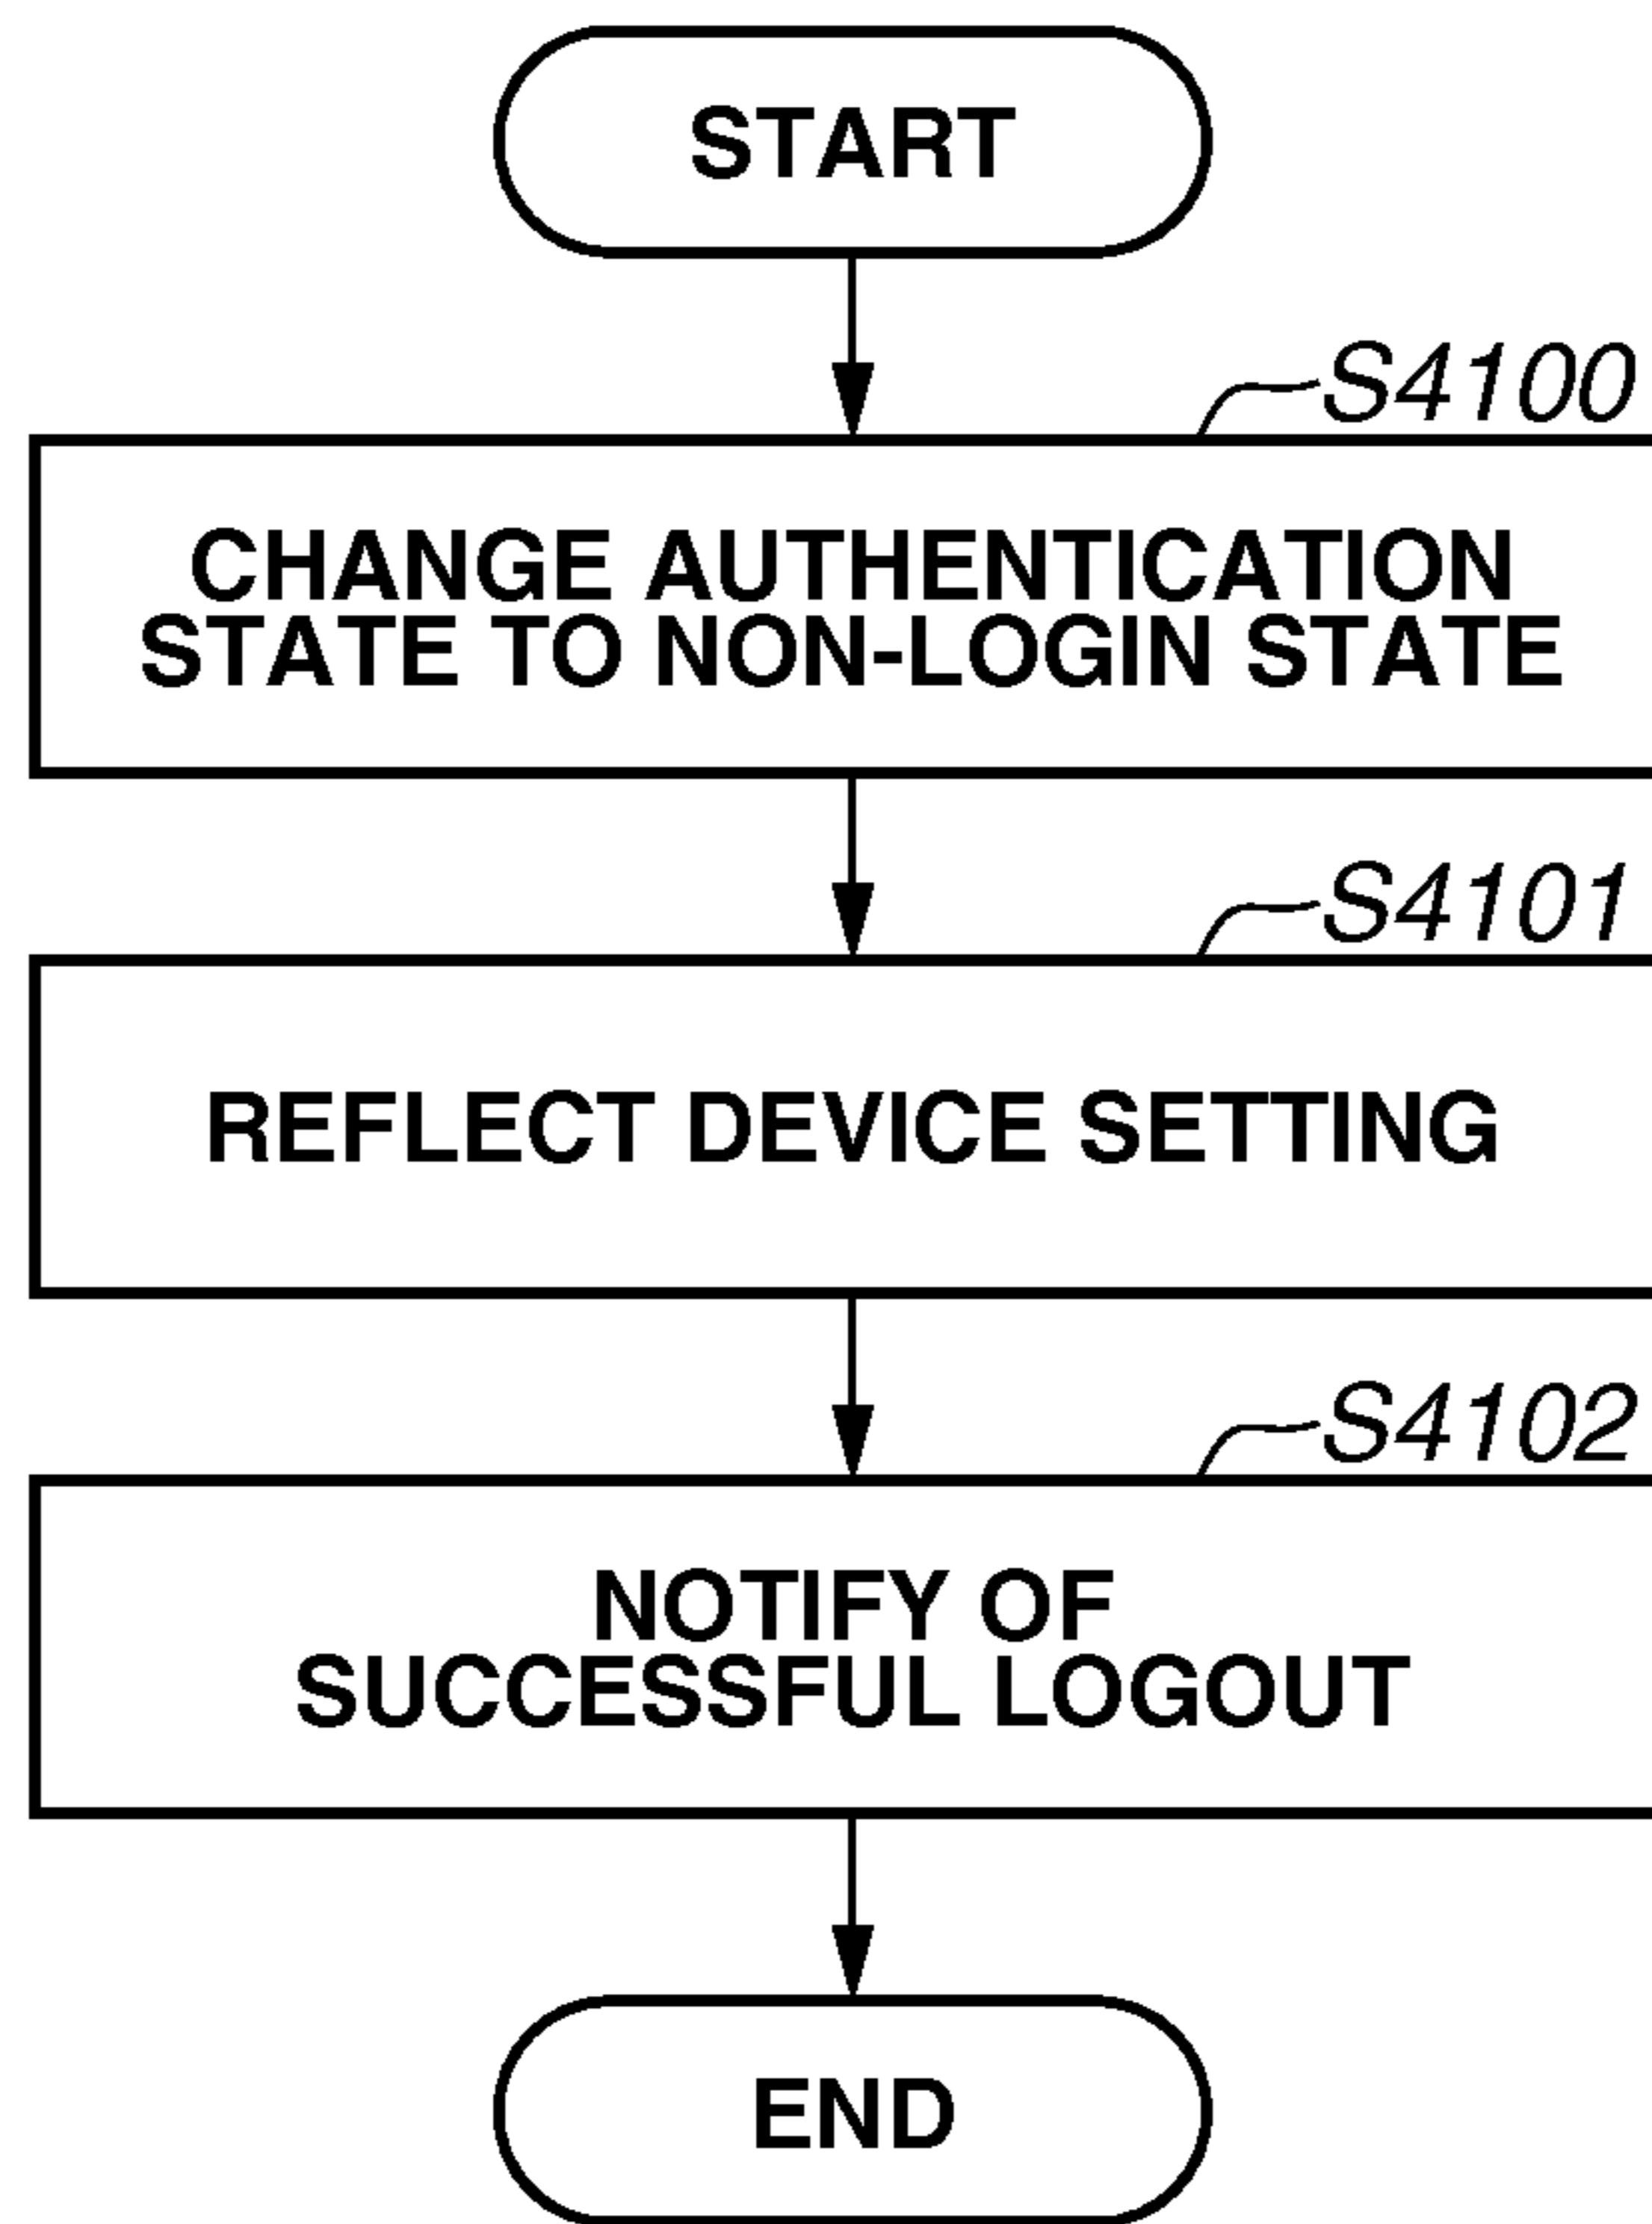 START
S4100
CHANGE AUTHENTICATION
STATE TO NON-LOGIN STATE
S4101
REFLECT DEVICE SETTING
S4102
NOTIFY OF
SUCCESSFUL LOGOUT
END